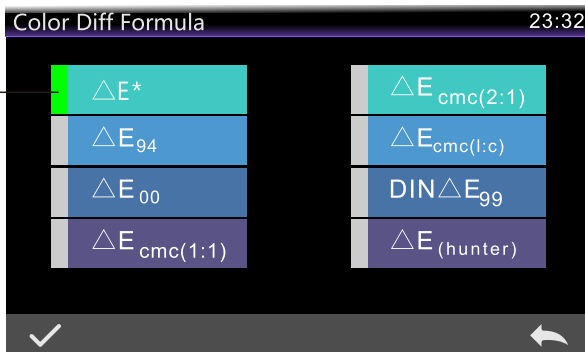 Color Diff Formula 23:32
△E*
△E94
△E00
△Ecmc(1:1)
△Ecmc(2:1)
△Ecmc(l:c)
DIN△E99
△E(hunter)